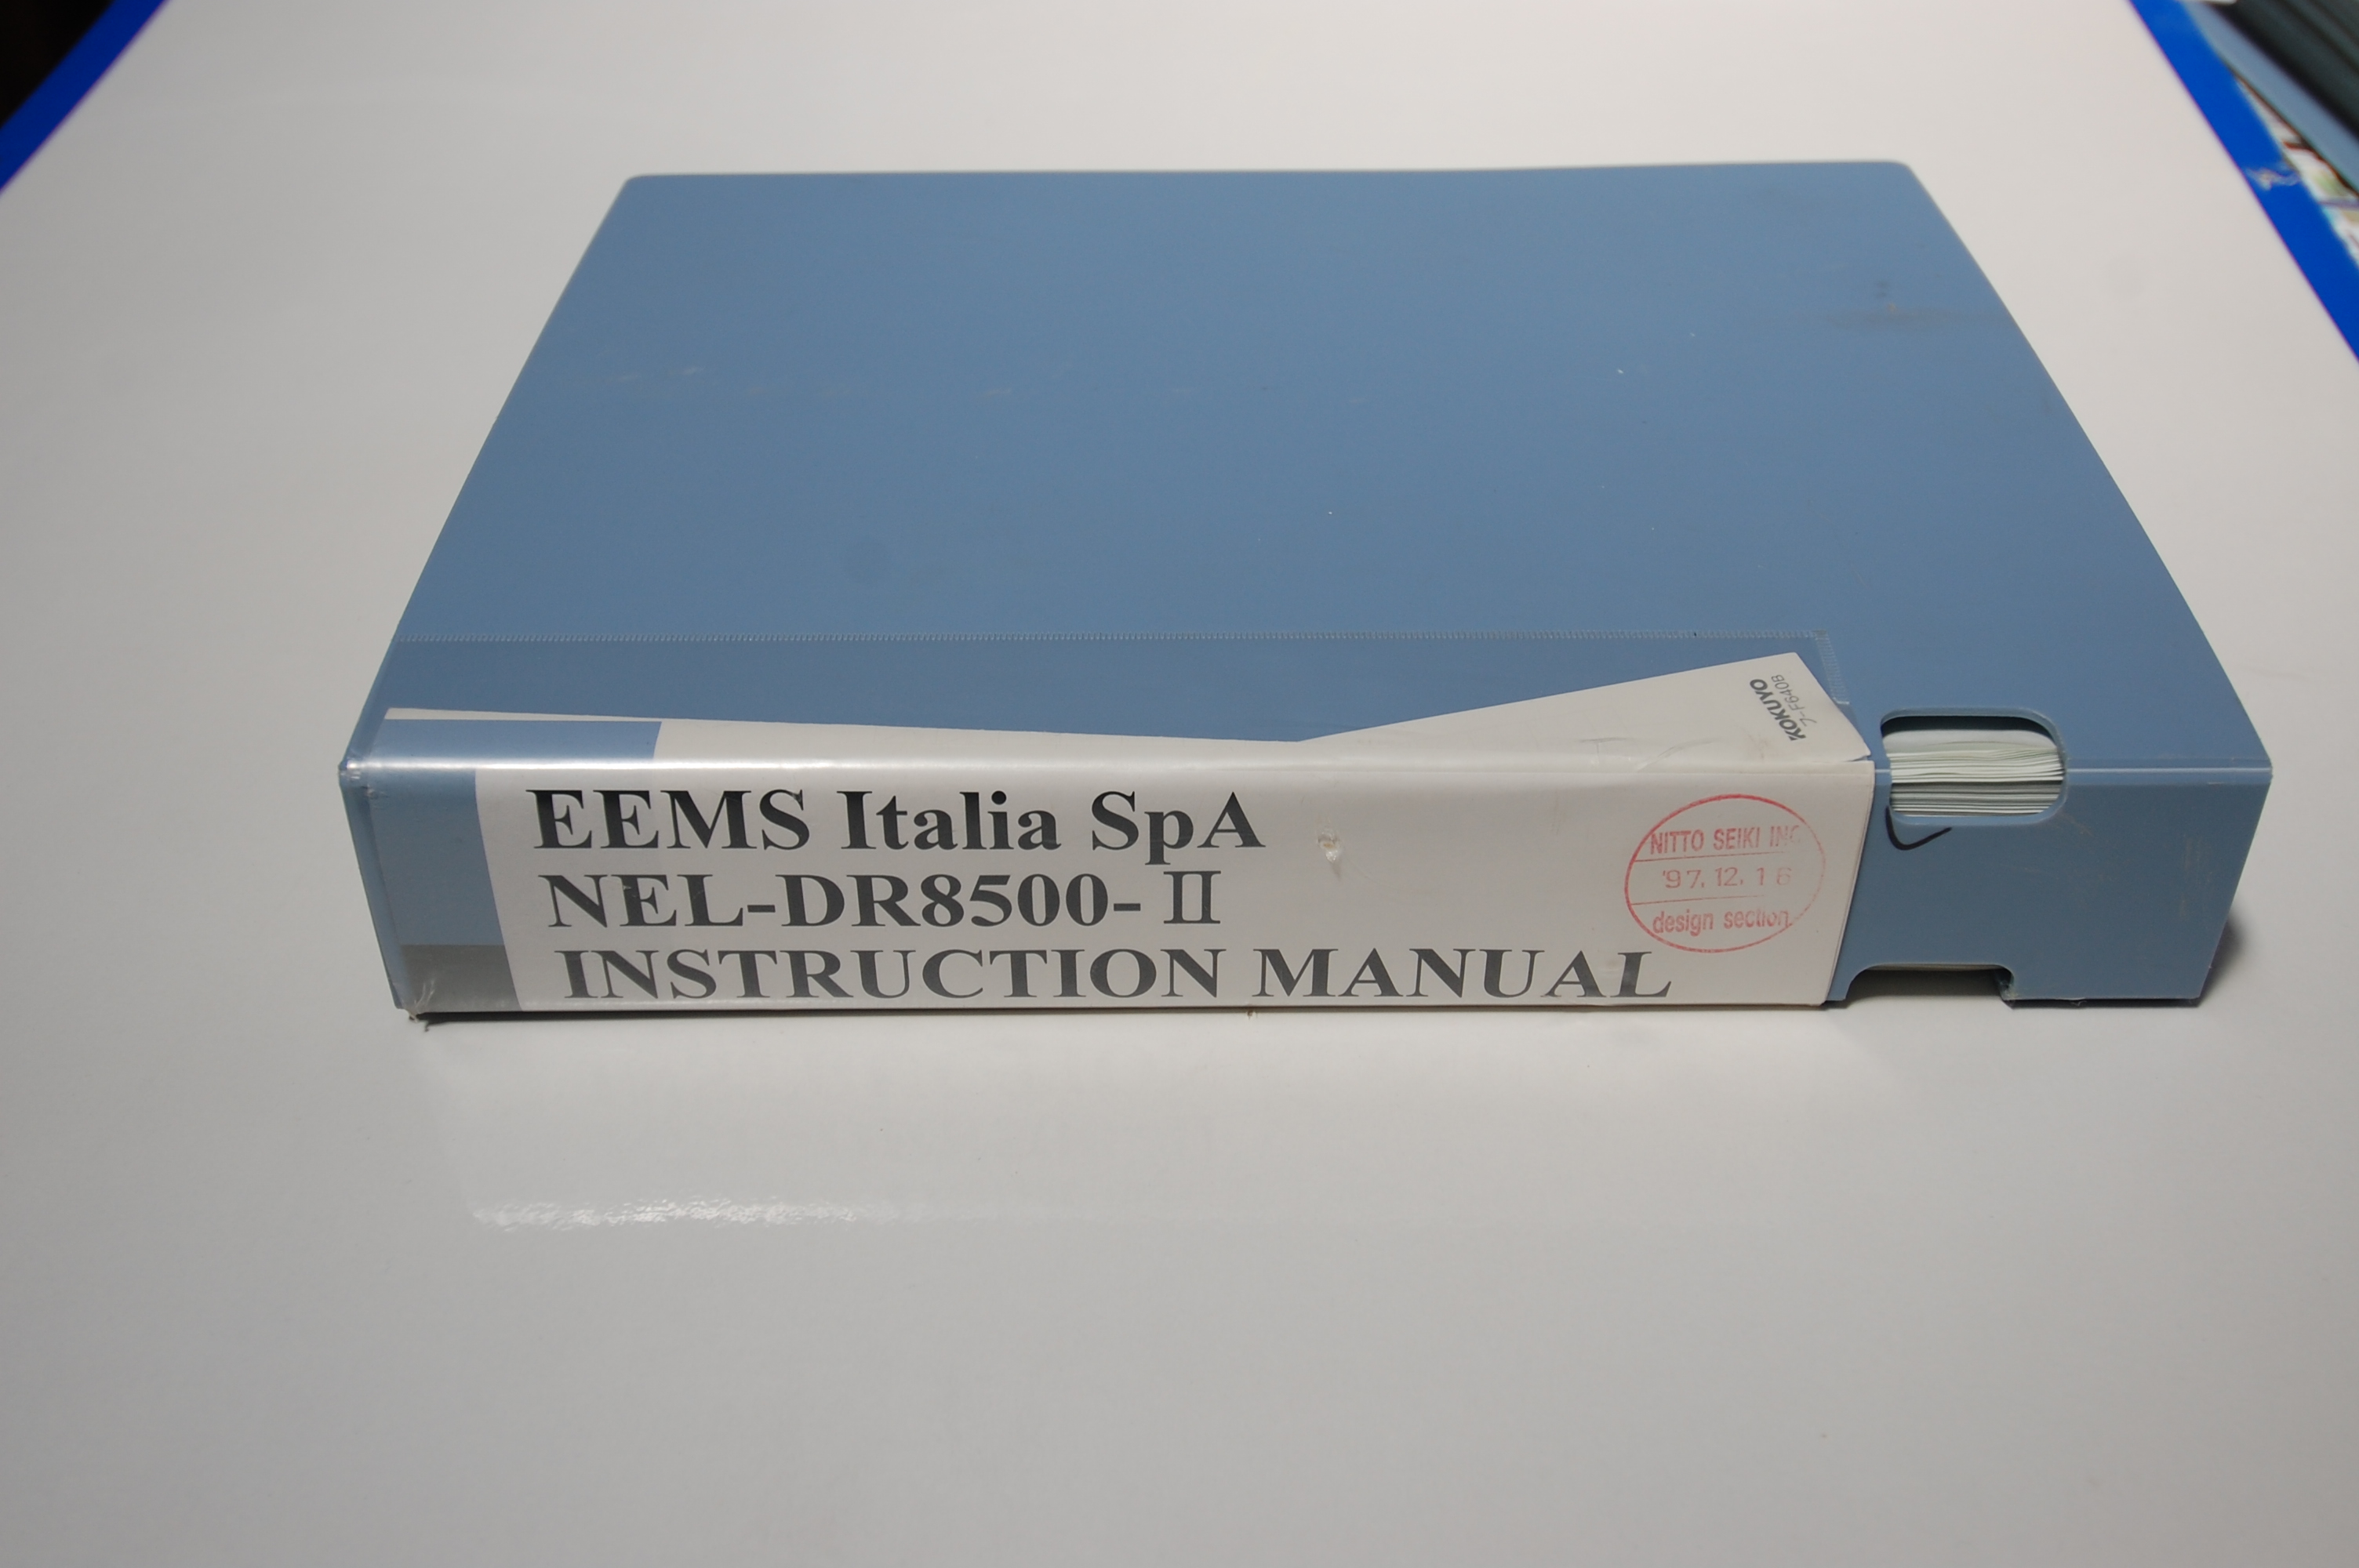 KOKUYO
フ-F640B
EEMS Italia SpA
NEL-DR8500-II
INSTRUCTION MANUAL
NITTO SEIKI INC
'97.12.16
design section